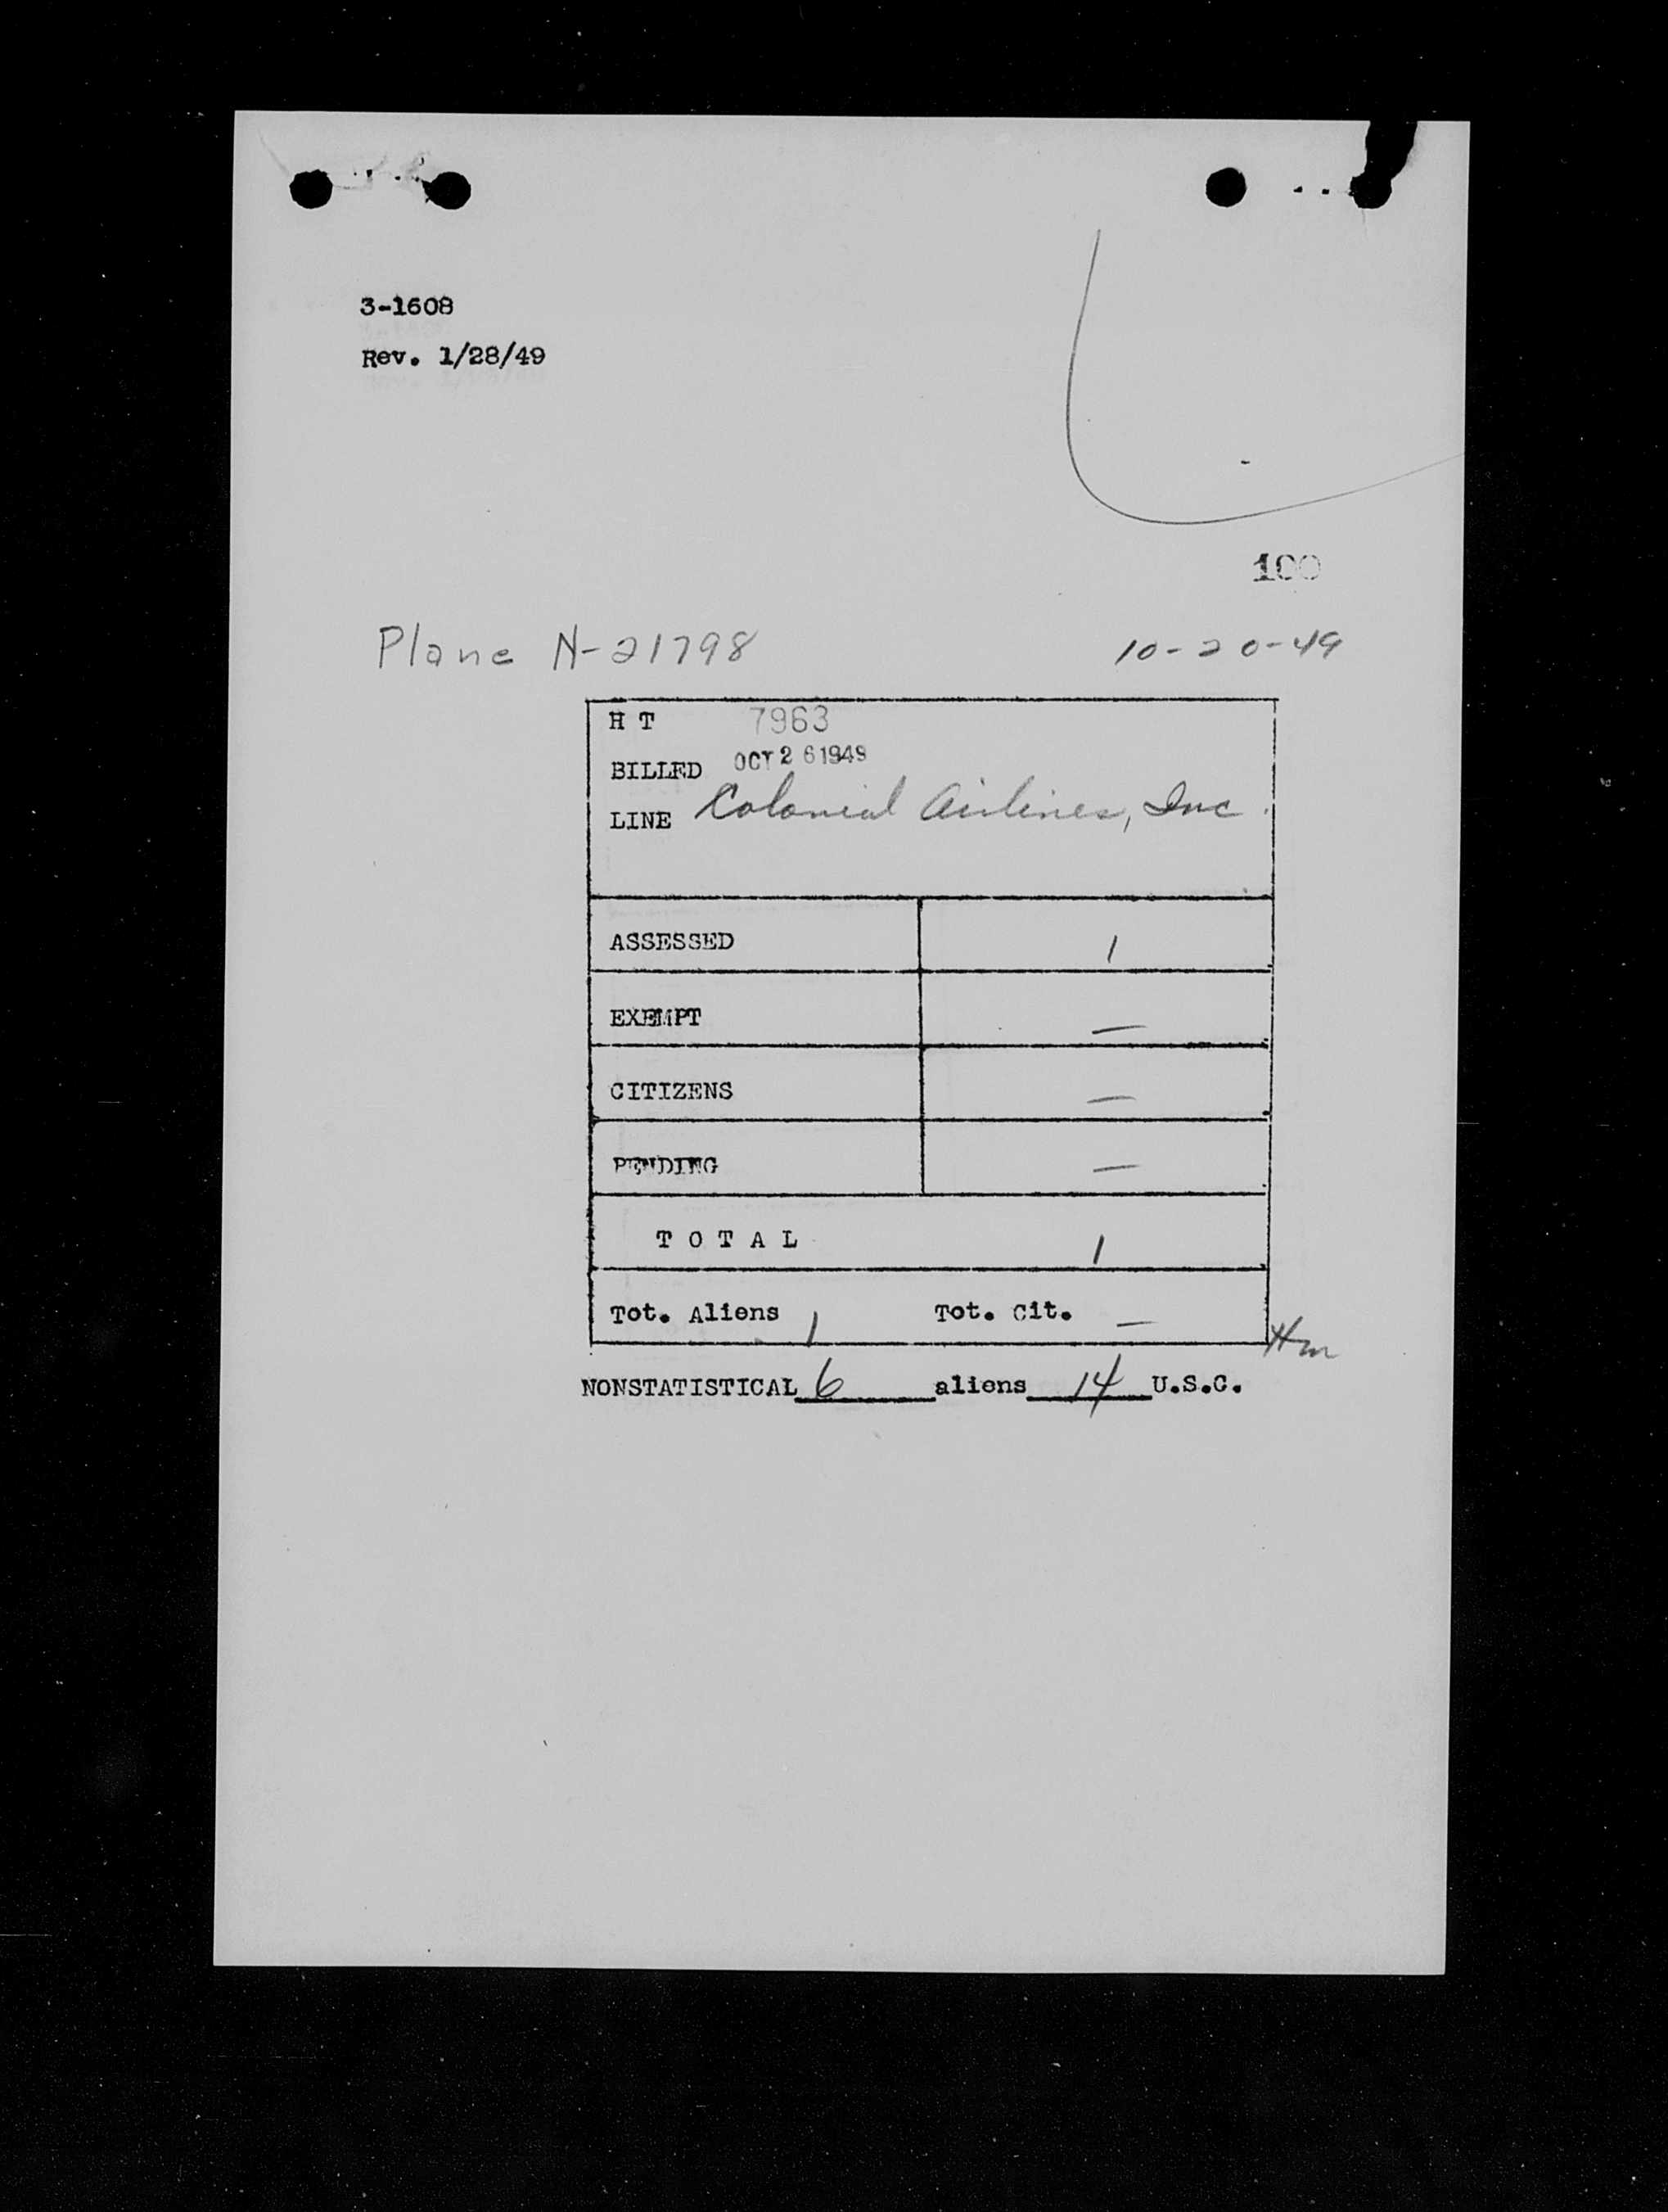 3-1608
Rev. 1/28/49
100
Plane N-21798 10-20-49
H T 7963
BILLED OCT 26 1949
LINE Colonial Airlines, Inc.
ASSESSED 1
EXEMPT —
CITIZENS —
PENDING —
T O T A L 1
Tot. Aliens 1 Tot. Cit. —
Hm
NONSTATISTICAL 6 aliens 14 U.S.C.